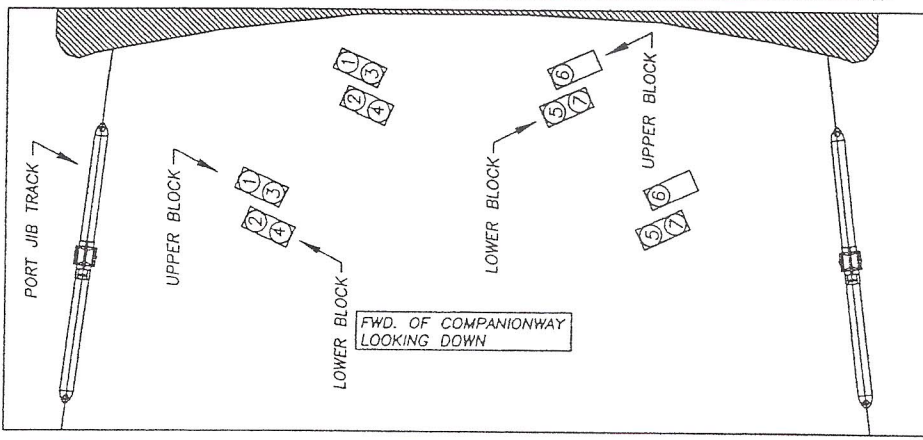 PORT JIB TRACK
UPPER BLOCK
LOWER BLOCK
1
3
2
4
1
3
2
4
FWD. OF COMPANIONWAY
LOOKING DOWN
LOWER BLOCK
UPPER BLOCK
6
5
7
6
5
7